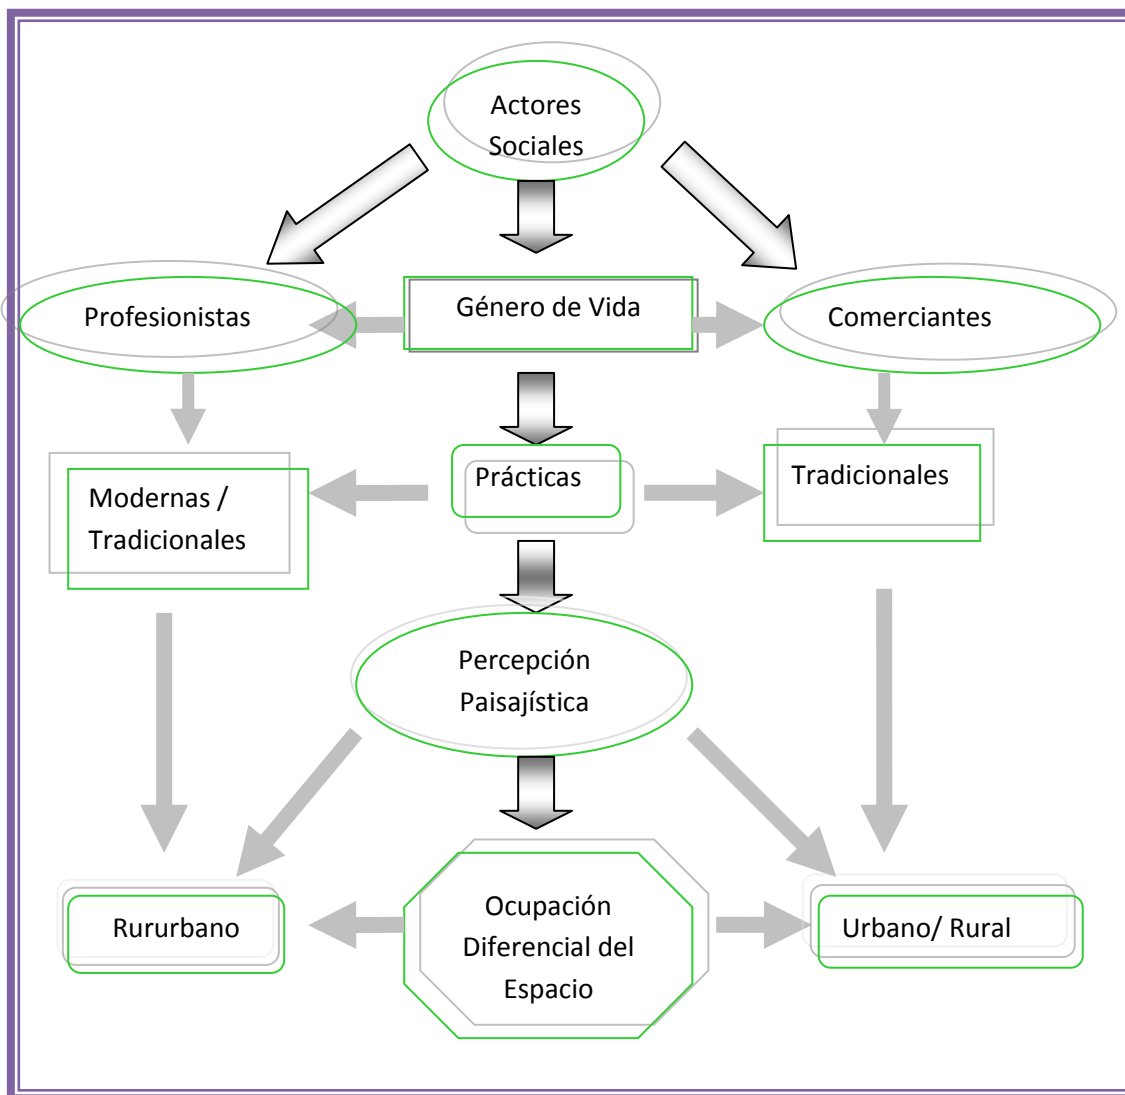 Actores
Sociales
Profesionistas
Género de Vida
Comerciantes
Modernas /
Tradicionales
Prácticas
Tradicionales
Percepción
Paisajística
Rururbano
Ocupación
Diferencial del
Espacio
Urbano/ Rural